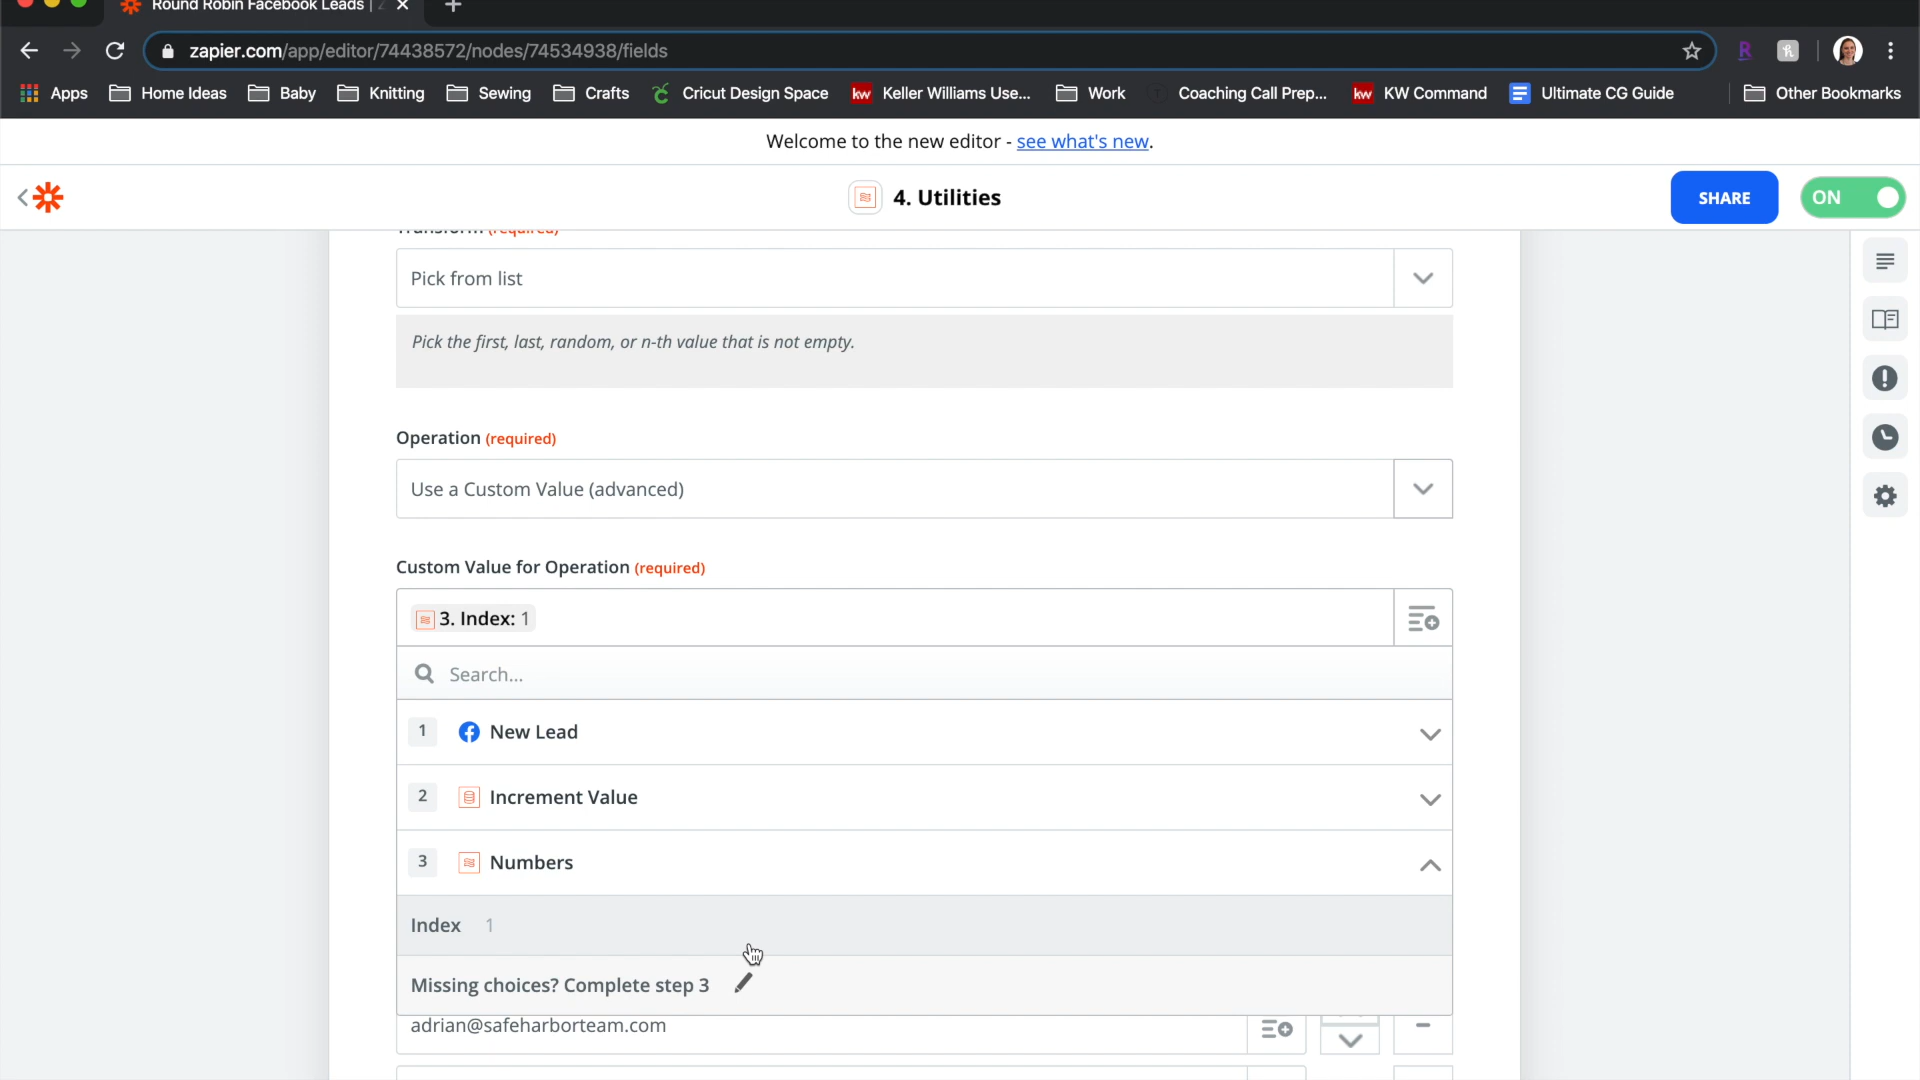 Round Robin Facebook Leads |
zapier.com/app/editor/74438572/nodes/74534938/fields
Apps Home Ideas Baby Knitting Sewing Crafts Cricut Design Space kw Keller Williams Use... Work Coaching Call Prep... kw KW Command Ultimate CG Guide Other Bookmarks
Welcome to the new editor - see what's new.
4. Utilities
SHARE
ON
Transform (required)
Pick from list
Pick the first, last, random, or n-th value that is not empty.
Operation (required)
Use a Custom Value (advanced)
Custom Value for Operation (required)
3. Index: 1
Search...
1 New Lead
2 Increment Value
3 Numbers
Index 1
Missing choices? Complete step 3
adrian@safeharborteam.com